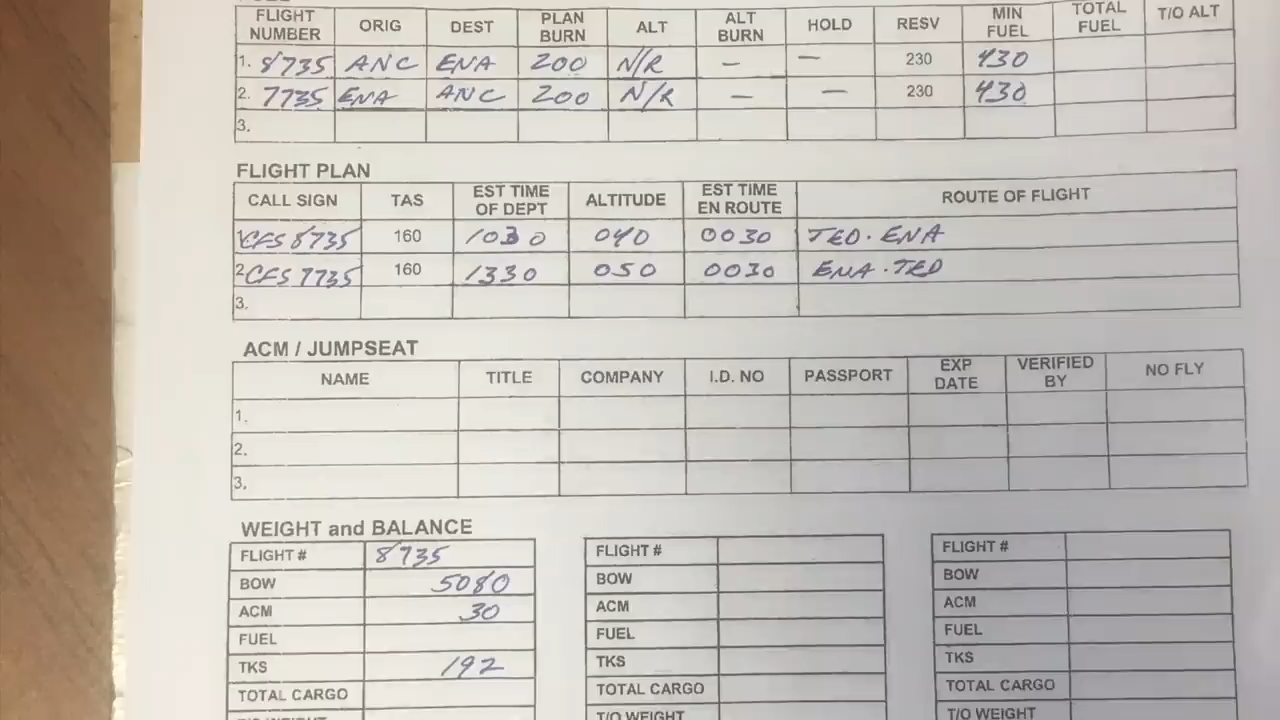 FLIGHT NUMBER ORIG DEST PLAN BURN ALT ALT BURN HOLD RESV MIN FUEL TOTAL FUEL T/O ALT
1. 8735 ANC ENA 200 N/R – – 230 430
2. 7735 ENA ANC 200 N/R – – 230 430
3.
FLIGHT PLAN
CALL SIGN TAS EST TIME OF DEPT ALTITUDE EST TIME EN ROUTE ROUTE OF FLIGHT
1. CFS 8735 160 1030 040 0030 TED.ENA
2. CFS 7735 160 1330 050 0030 ENA.TED
3.
ACM / JUMPSEAT
NAME TITLE COMPANY I.D. NO PASSPORT EXP DATE VERIFIED BY NO FLY
1.
2.
3.
WEIGHT and BALANCE
FLIGHT # 8735 FLIGHT # FLIGHT #
BOW 5080 BOW BOW
ACM 30 ACM ACM
FUEL FUEL FUEL
TKS 192 TKS TKS
TOTAL CARGO TOTAL CARGO TOTAL CARGO
T/O WEIGHT T/O WEIGHT T/O WEIGHT